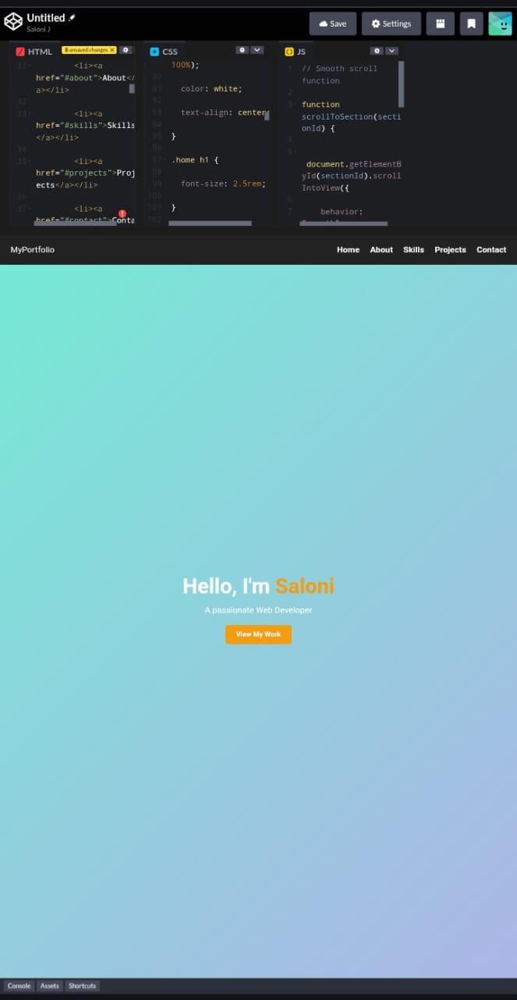 Untitled
Saloni J
Save
Settings
HTML
8 unsaved changes X
CSS
JS
31
<li><a
href="#about">About</
a></li>
32
33
<li><a
href="#skills">Skills
</a></li>
34
35
<li><a
href="#projects">Proj
ects</a></li>
36
37
<li><a
href="#contact">Conta
100%);
90
91
color: white;
92
93
text-align: center;
94
95
}
96
97
.home h1 {
98
99
font-size: 2.5rem;
100
101
}
102
1
// Smooth scroll
function
2
3
function
scrollToSection(secti
onId) {
4
5
document.getElementB
yId(sectionId).scroll
IntoView({
6
7
behavior:
MyPortfolio
Home
About
Skills
Projects
Contact
Hello, I'm Saloni
A passionate Web Developer
View My Work
Console
Assets
Shortcuts